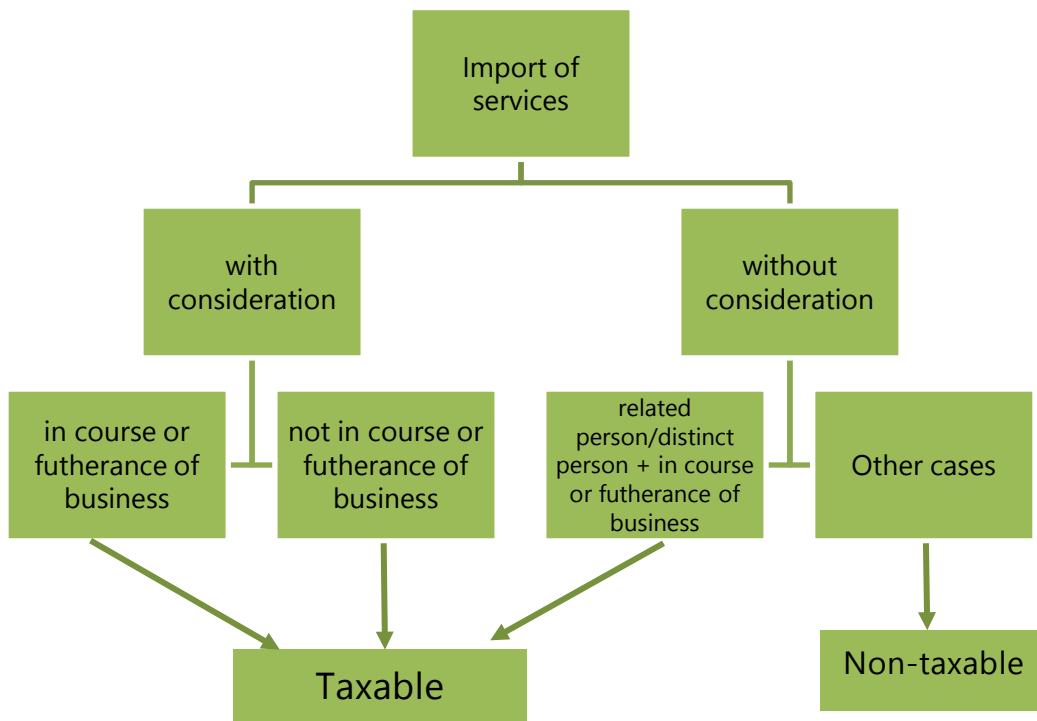 Import of
services
with
consideration
without
consideration
in course or
futherance of
business
not in course or
futherance of
business
related
person/distinct
person + in course
or futherance of
business
Other cases
Taxable
Non-taxable